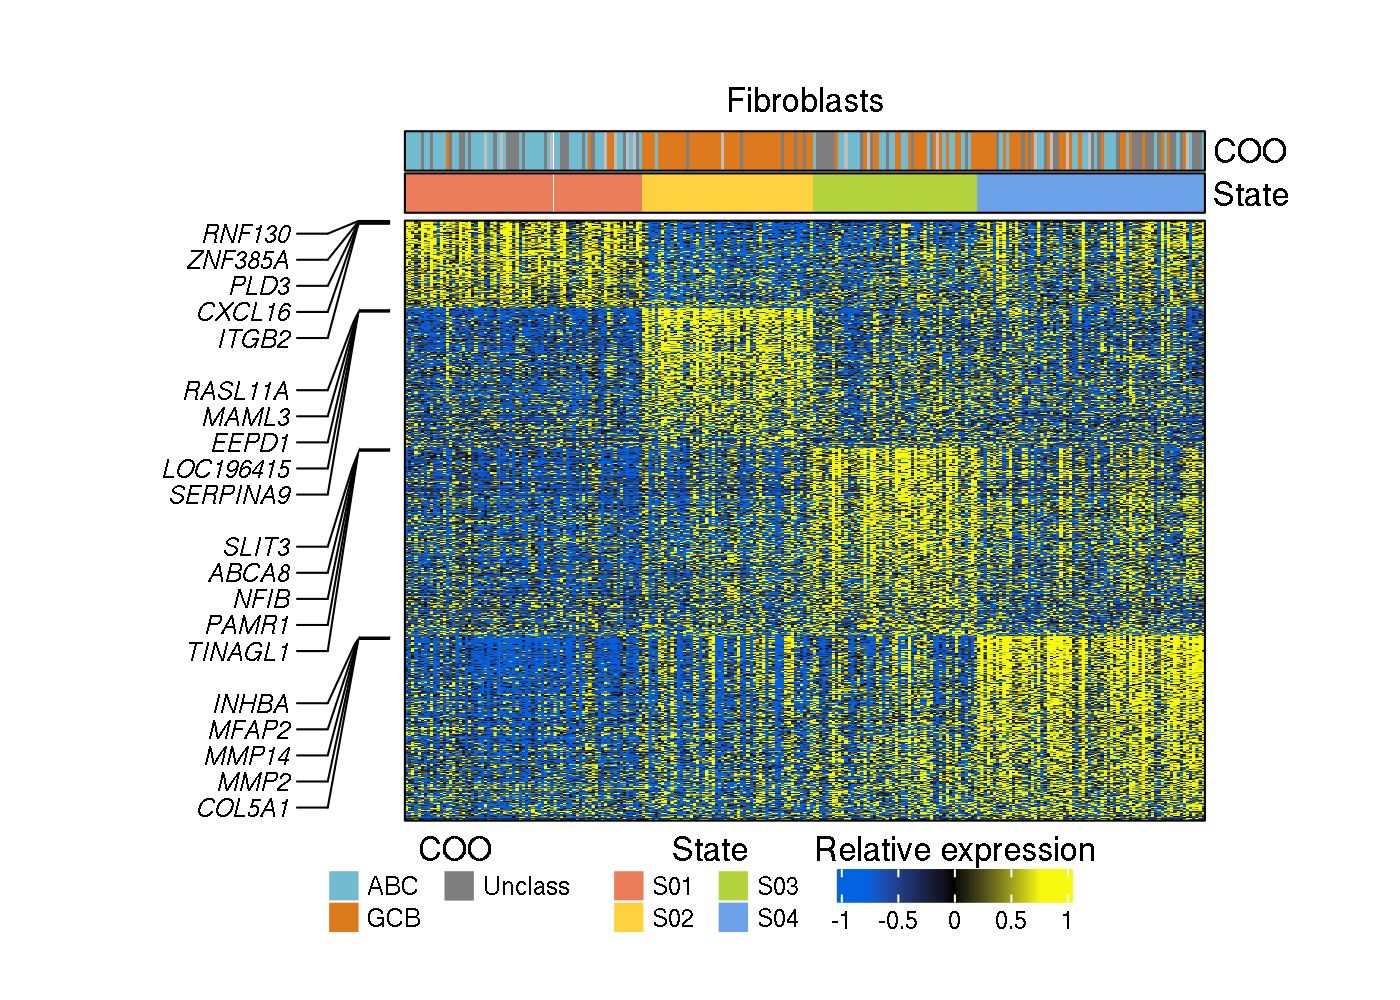 Fibroblasts
COO
State
RNF130
ZNF385A
PLD3
CXCL16
ITGB2
RASL11A
MAML3
EEPD1
LOC196415
SERPINA9
SLIT3
ABCA8
NFIB
PAMR1
TINAGL1
INHBA
MFAP2
MMP14
MMP2
COL5A1
COO State Relative expression
ABC Unclass S01 S03
GCB S02 S04
-1 -0.5 0 0.5 1